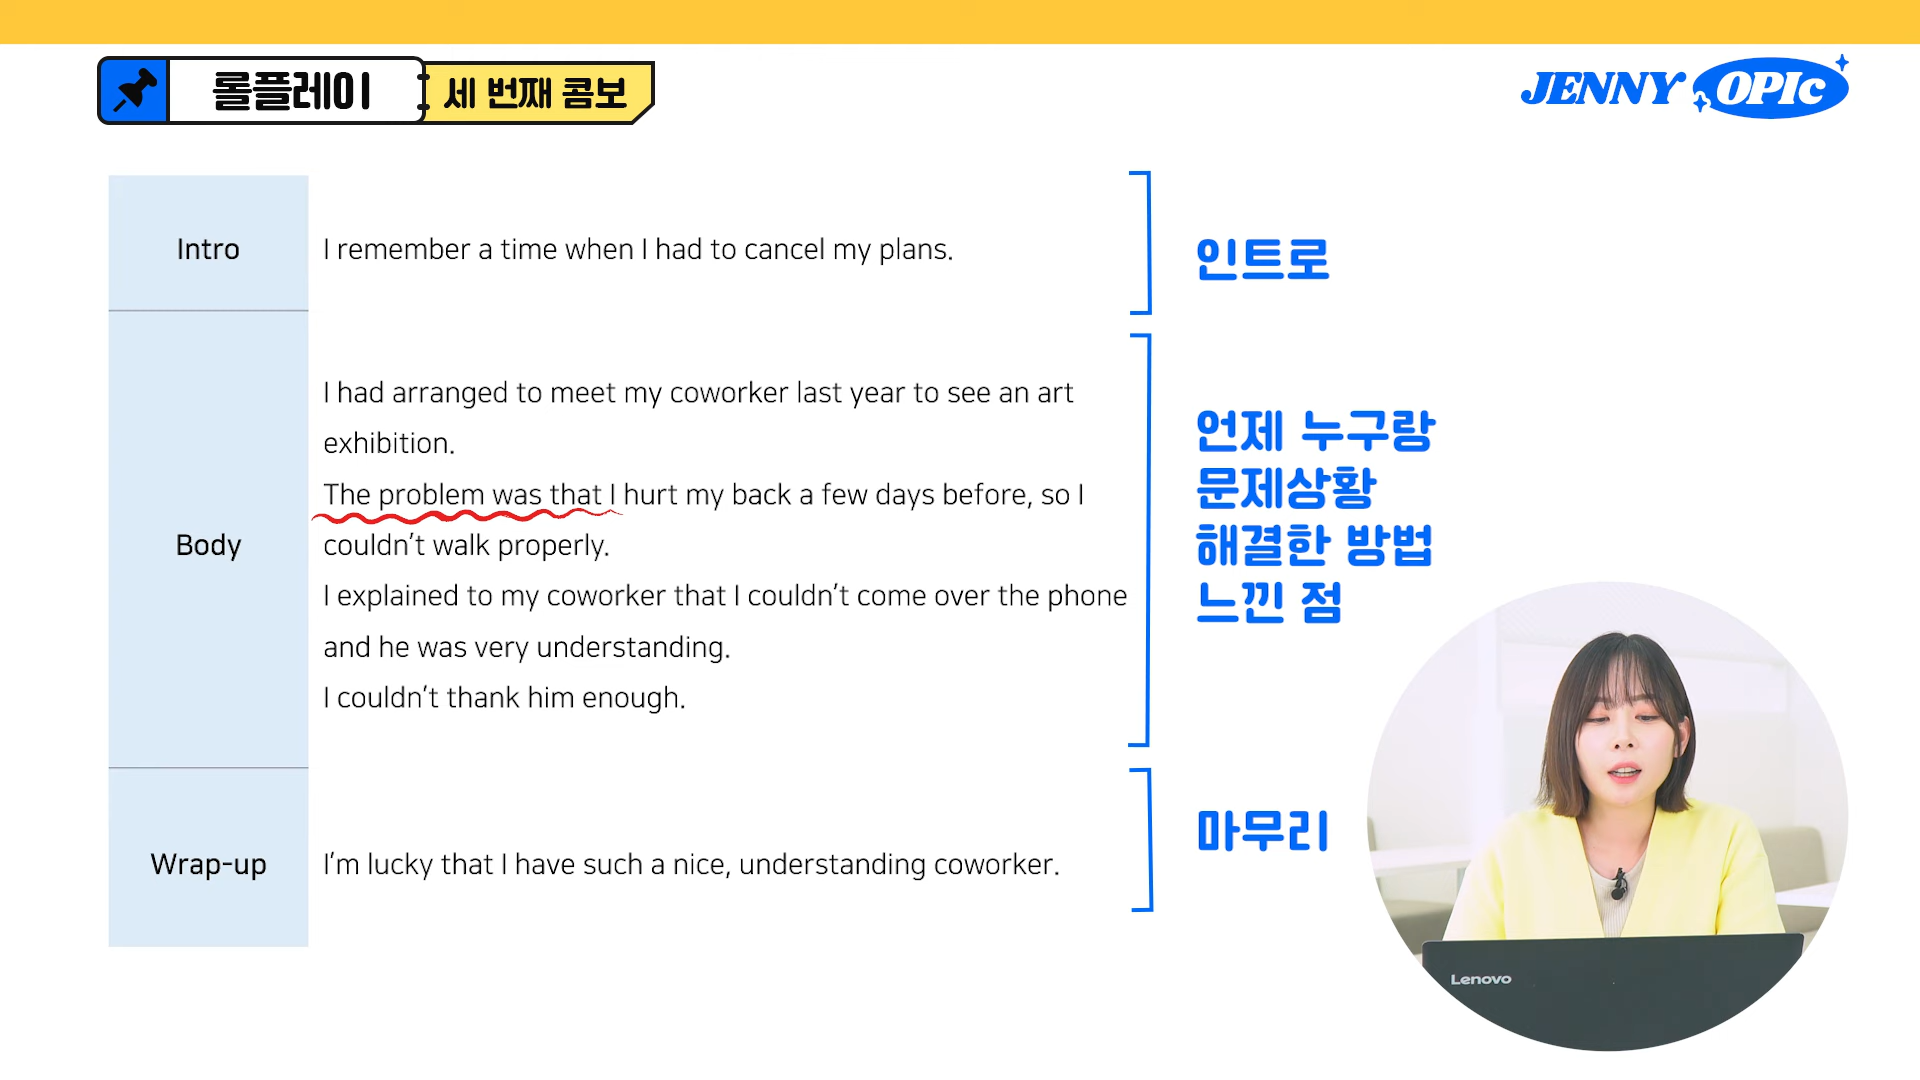 롤플레이 세 번째 콤보
JENNY OPIc
Intro
I remember a time when I had to cancel my plans.
인트로
Body
I had arranged to meet my coworker last year to see an art
exhibition.
The problem was that I hurt my back a few days before, so I
couldn't walk properly.
I explained to my coworker that I couldn't come over the phone
and he was very understanding.
I couldn't thank him enough.
언제 누구랑
문제상황
해결한 방법
느낀 점
Wrap-up
I'm lucky that I have such a nice, understanding coworker.
마무리
Lenovo